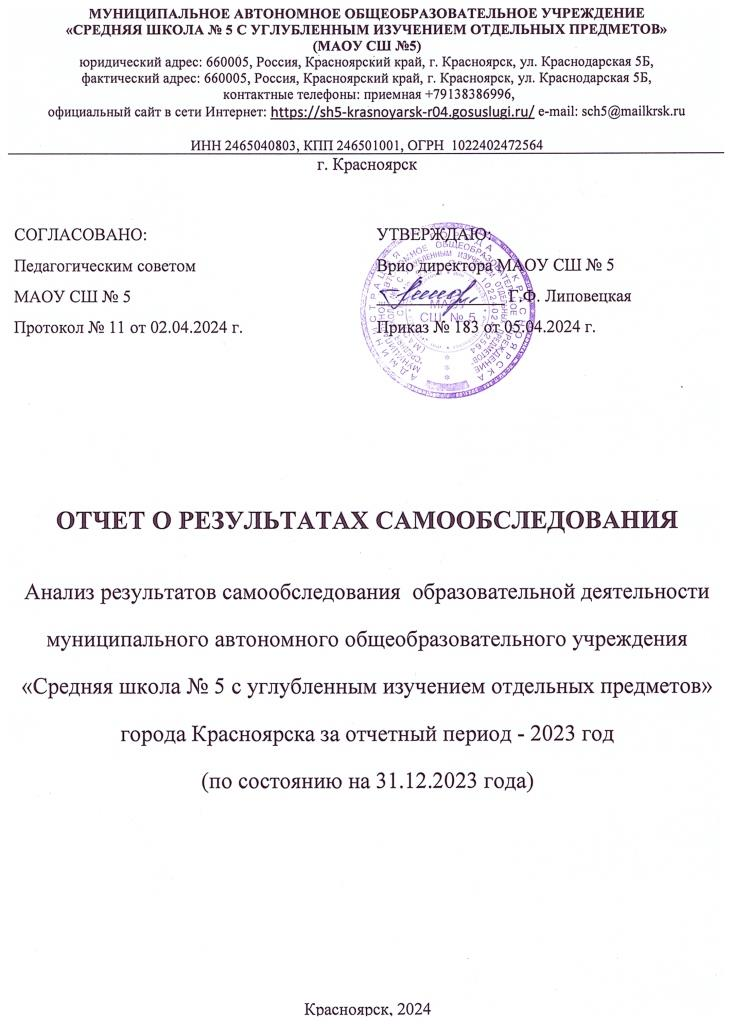 МУНИЦИПАЛЬНОЕ АВТОНОМНОЕ ОБЩЕОБРАЗОВАТЕЛЬНОЕ УЧРЕЖДЕНИЕ
«СРЕДНЯЯ ШКОЛА № 5 С УГЛУБЛЕННЫМ ИЗУЧЕНИЕМ ОТДЕЛЬНЫХ ПРЕДМЕТОВ»
(МАОУ СШ №5)
юридический адрес: 660005, Россия, Красноярский край, г. Красноярск, ул. Краснодарская 5Б,
фактический адрес: 660005, Россия, Красноярский край, г. Красноярск, ул. Краснодарская 5Б,
контактные телефоны: приемная +79138386996,
официальный сайт в сети Интернет: https://sh5-krasnoyarsk-r04.gosuslugi.ru/ e-mail: sch5@mailkrsk.ru
ИНН 2465040803, КПП 246501001, ОГРН 1022402472564
г. Красноярск
СОГЛАСОВАНО:
Педагогическим советом
МАОУ СШ № 5
Протокол № 11 от 02.04.2024 г.
УТВЕРЖДАЮ:
Врио директора МАОУ СШ № 5
Г.Ф. Липовецкая
Приказ № 183 от 05.04.2024 г.
СШ № 5
ОТЧЕТ О РЕЗУЛЬТАТАХ САМООБСЛЕДОВАНИЯ
Анализ результатов самообследования образовательной деятельности
муниципального автономного общеобразовательного учреждения
«Средняя школа № 5 с углубленным изучением отдельных предметов»
города Красноярска за отчетный период - 2023 год
(по состоянию на 31.12.2023 года)
Красноярск, 2024